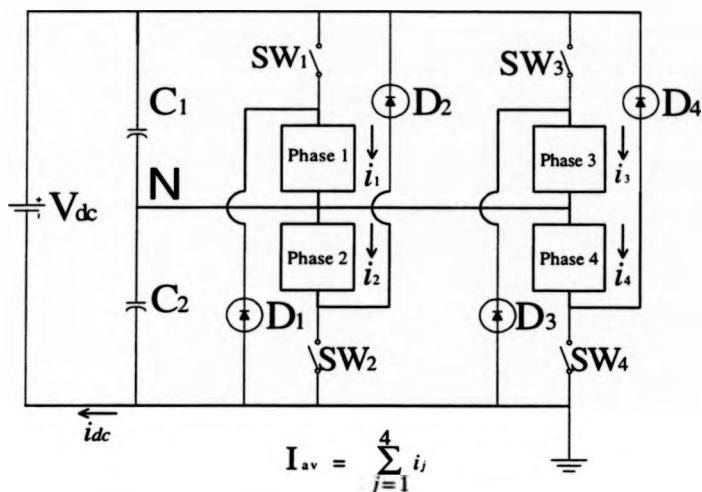 SW₁
SW₃
C₁
D₂
D₄
Phase 1
i₁
Phase 3
i₃
N
+
Vdc
-
Phase 2
i₂
Phase 4
i₄
C₂
D₁
D₃
SW₂
SW₄
idc
Iav = ∑⁴ⱼ₌₁ iⱼ